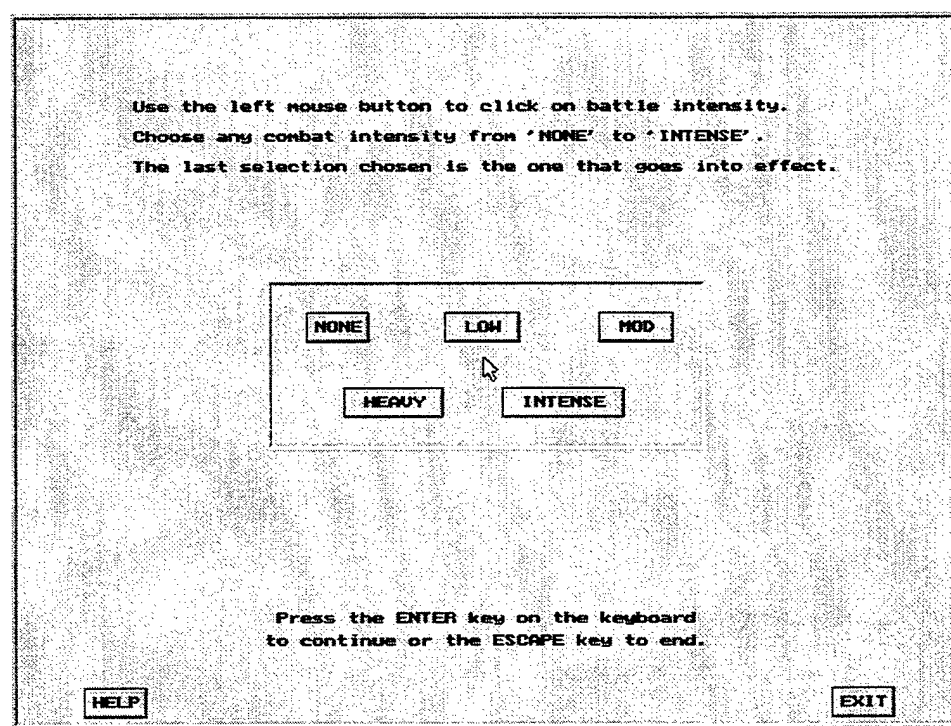 Use the left mouse button to click on battle intensity.
Choose any combat intensity from 'NONE' to 'INTENSE'.
The last selection chosen is the one that goes into effect.
NONE LOW MOD
HEAVY INTENSE
Press the ENTER key on the keyboard
to continue or the ESCAPE key to end.
HELP EXIT